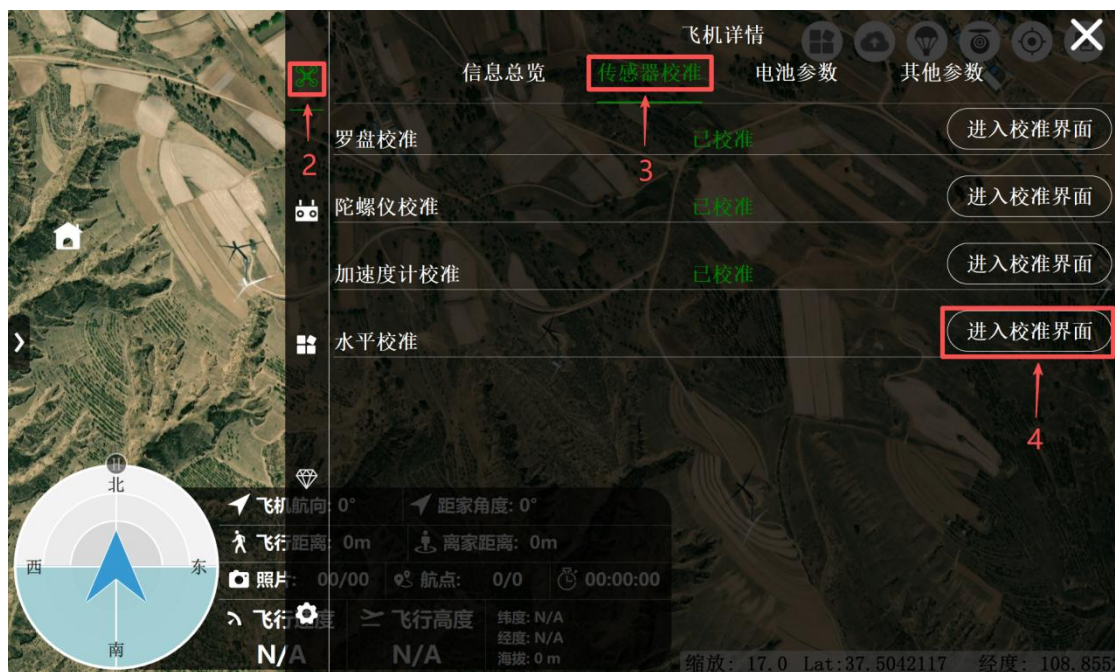 飞机详情
信息总览 传感器校准 电池参数 其他参数
2
3
罗盘校准 已校准 进入校准界面
陀螺仪校准 已校准 进入校准界面
加速度计校准 已校准 进入校准界面
水平校准 进入校准界面
4
北
西 东
南
飞机航向: 0° 距家角度: 0°
飞行距离: 0m 离家距离: 0m
照片: 00/00 航点: 0/0 00:00:00
飞行速度 飞行高度 纬度: N/A
经度: N/A
N/A N/A 海拔: 0 m
缩放: 17.0 Lat:37.5042117 经度: 108.855